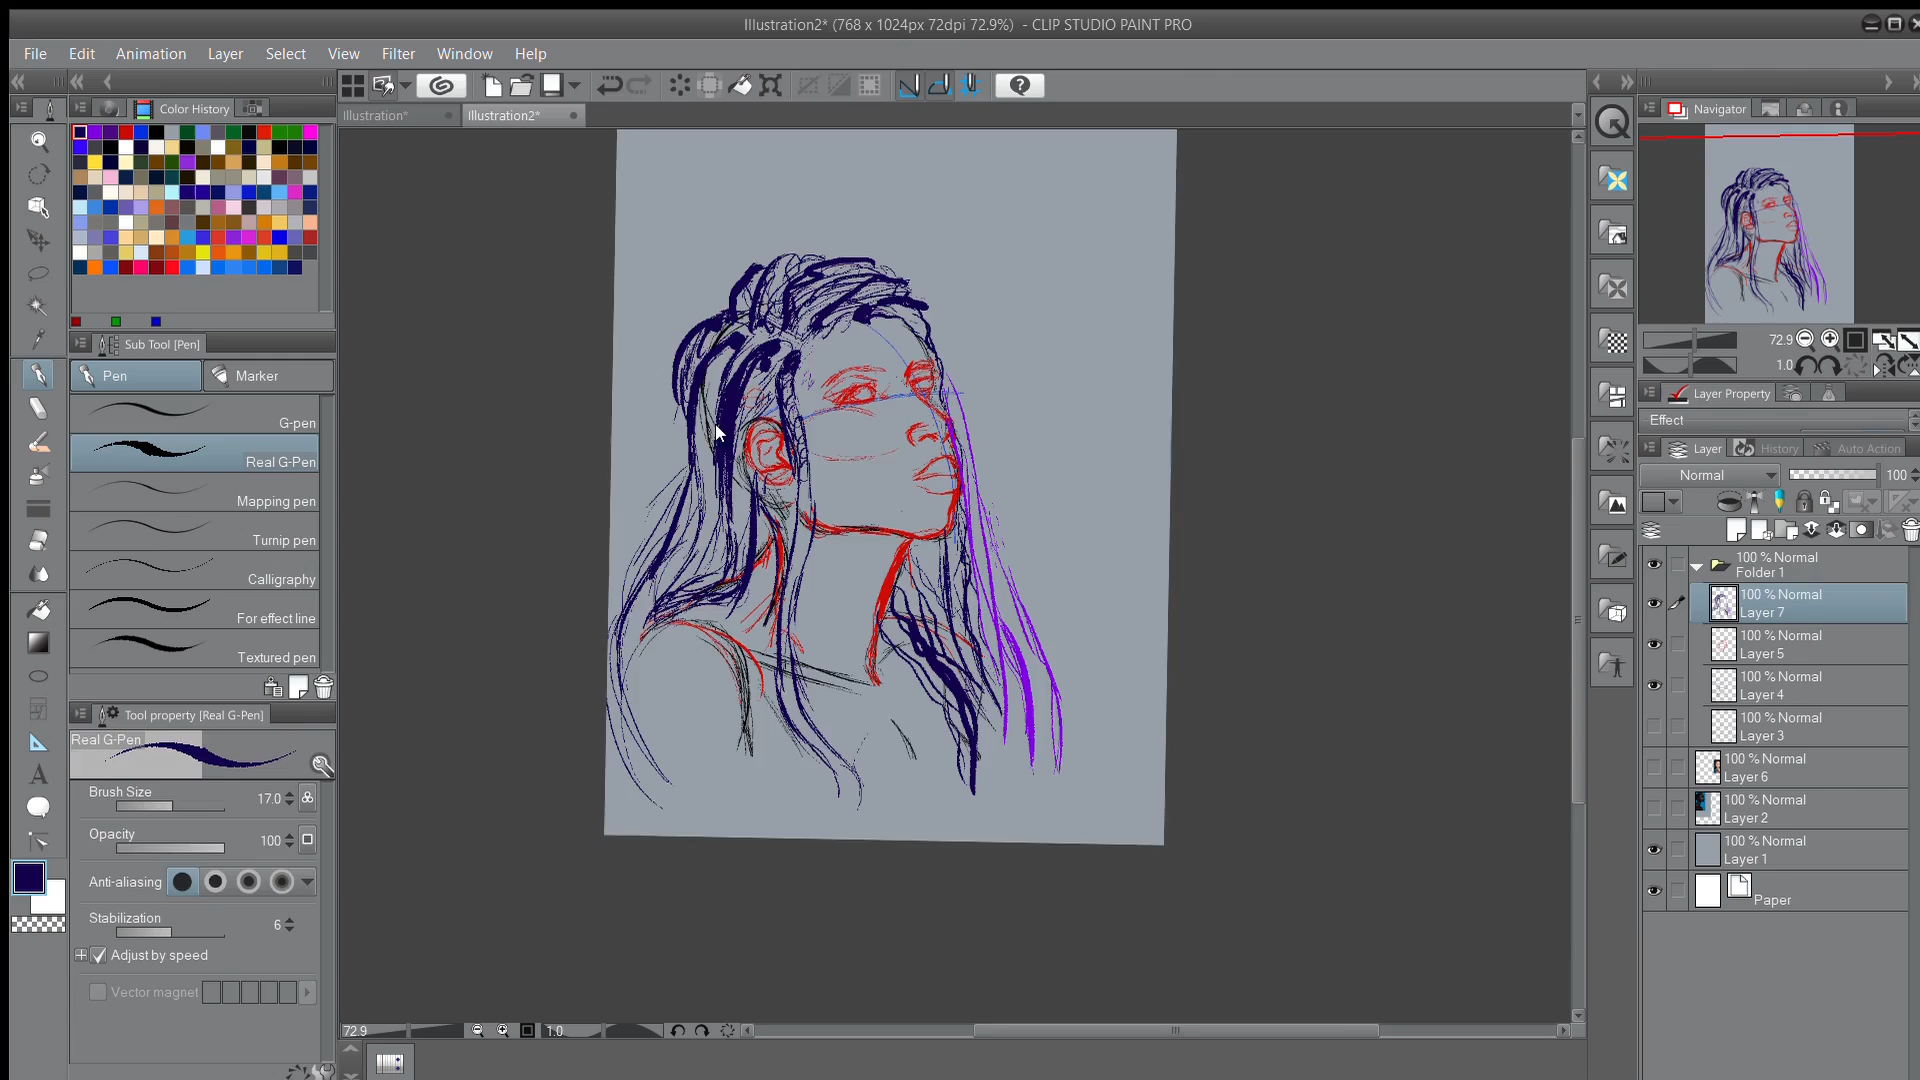 Illustration2* (768 x 1024px 72dpi 72.9%)  - CLIP STUDIO PAINT PRO
File Edit Animation Layer Select View Filter Window Help
Color History
Illustration* Illustration2*
Navigator
Sub Tool [Pen]
Pen Marker
G-pen
Real G-Pen
Mapping pen
Turnip pen
Calligraphy
For effect line
Textured pen
Tool property [Real G-Pen]
Real G-Pen
Brush Size 17.0
Opacity 100
Anti-aliasing
Stabilization 6
Adjust by speed
Vector magnet
72.9 1.0
72.9
1.0
Layer Property
Effect
Layer History Auto Action
Normal 100
100 % Normal
Folder 1
100 % Normal
Layer 7
100 % Normal
Layer 5
100 % Normal
Layer 4
100 % Normal
Layer 3
100 % Normal
Layer 6
100 % Normal
Layer 2
100 % Normal
Layer 1
Paper